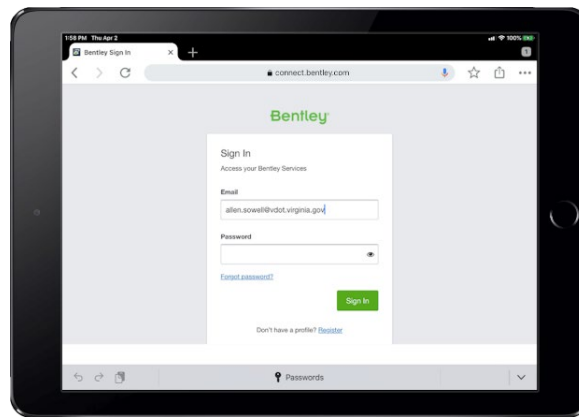 1:58 PM Thu Apr 2
100%
Bentley Sign In
1
connect.bentley.com
Bentley
Sign In
Access your Bentley Services
Email
allen.sowell@vdot.virginia.gov
Password
Forgot password?
Sign In
Don't have a profile? Register
Passwords